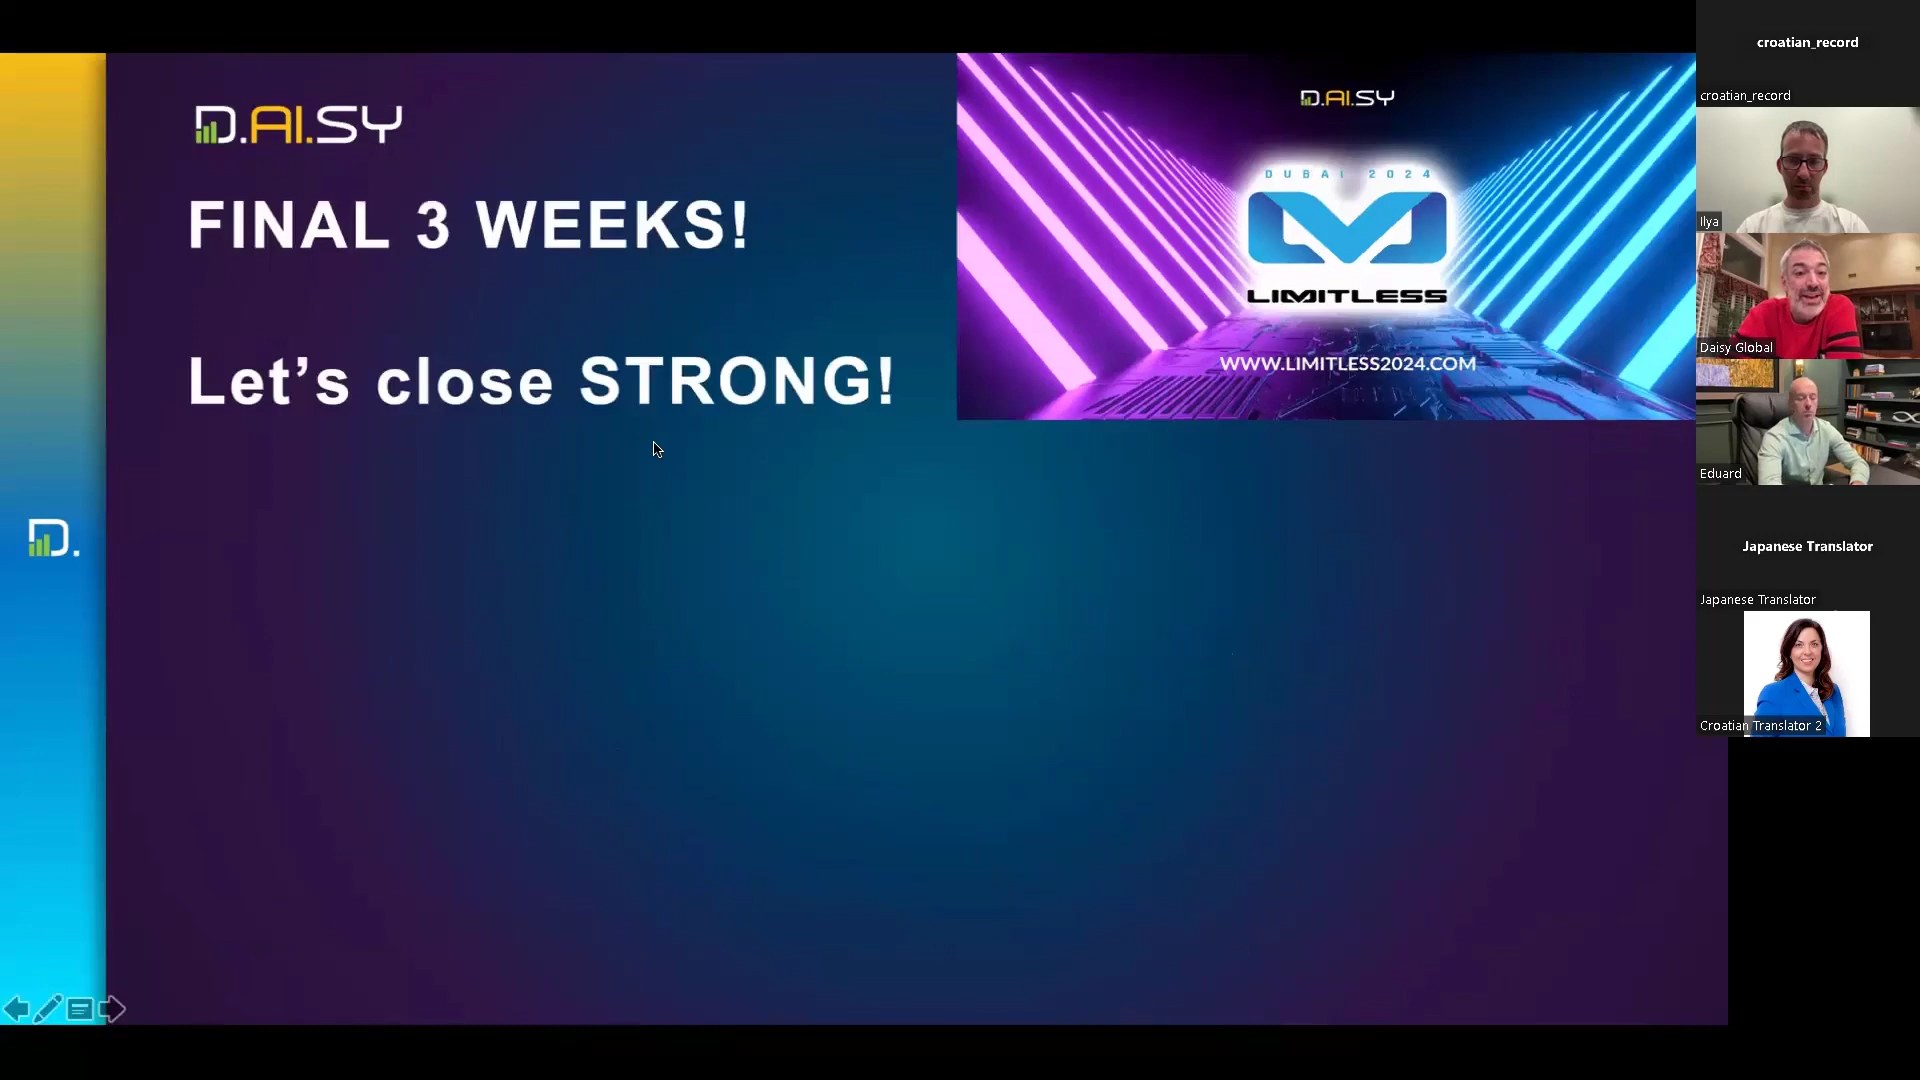 D.AI.SY
FINAL 3 WEEKS!
Let’s close STRONG!
D.AI.SY
DUBAI 2024
LIMITLESS
WWW.LIMITLESS2024.COM
D.
croatian_record
croatian_record
Ilya
Daisy Global
Eduard
Japanese Translator
Japanese Translator
Croatian Translator 2